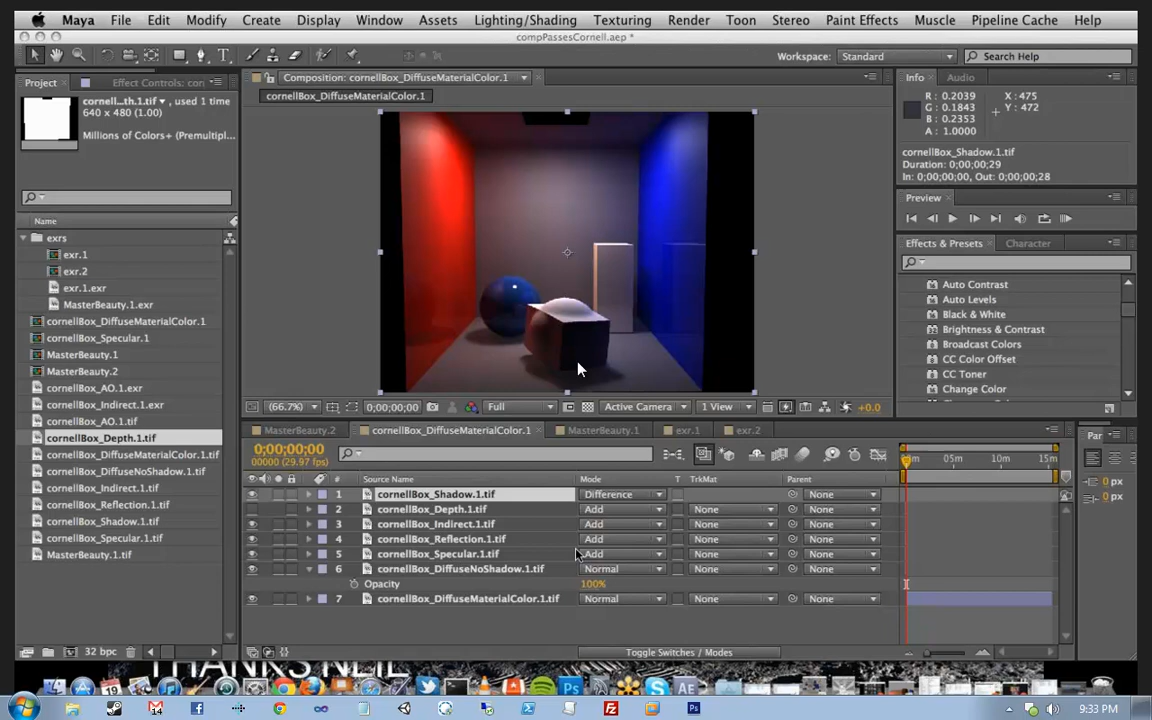 Maya File Edit Modify Create Display Window Assets Lighting/Shading Texturing Render Toon Stereo Paint Effects Muscle Pipeline Cache Help
compPassesCornell.aep *
T Workspace: Standard Search Help
Project Effect Controls: cor
cornell...th.1.tif , used 1 time
640 x 480 (1.00)
Millions of Colors+ (Premultipl...
Name
exrs
exr.1
exr.2
exr.1.exr
MasterBeauty.1.exr
cornellBox_DiffuseMaterialColor.1
cornellBox_Specular.1
MasterBeauty.1
MasterBeauty.2
cornellBox_AO.1.exr
cornellBox_Indirect.1.exr
cornellBox_AO.1.tif
cornellBox_Depth.1.tif
cornellBox_DiffuseMaterialColor.1.tif
cornellBox_DiffuseNoShadow.1.tif
cornellBox_Indirect.1.tif
cornellBox_Reflection.1.tif
cornellBox_Shadow.1.tif
cornellBox_Specular.1.tif
MasterBeauty.1.tif
32 bpc
Composition: cornellBox_DiffuseMaterialColor.1
cornellBox_DiffuseMaterialColor.1
(66.7%) 0;00;00;00 Full Active Camera 1 View +0.0
Info Audio
R: 0.2039 X: 475
G: 0.1843 Y: 472
B: 0.2353
A: 1.0000
cornellBox_Shadow.1.tif
Duration: 0;00;00;29
In: 0;00;00;00, Out: 0;00;00;28
Preview
Effects & Presets Character
Auto Contrast
Auto Levels
Black & White
Brightness & Contrast
Broadcast Colors
CC Color Offset
CC Toner
Change Color
MasterBeauty.2 cornellBox_DiffuseMaterialColor.1 MasterBeauty.1 exr.1 exr.2
0;00;00;00
00000 (29.97 fps)
05m 10m 15m
# Source Name Mode T TrkMat Parent
1 cornellBox_Shadow.1.tif Difference None
2 cornellBox_Depth.1.tif Add None None
3 cornellBox_Indirect.1.tif Add None None
4 cornellBox_Reflection.1.tif Add None None
5 cornellBox_Specular.1.tif Add None None
6 cornellBox_DiffuseNoShadow.1.tif Normal None None
Opacity 100%
7 cornellBox_DiffuseMaterialColor.1.tif Normal None None
Toggle Switches / Modes
Par
0 px
0 px
THANKS NEIL
9:33 PM